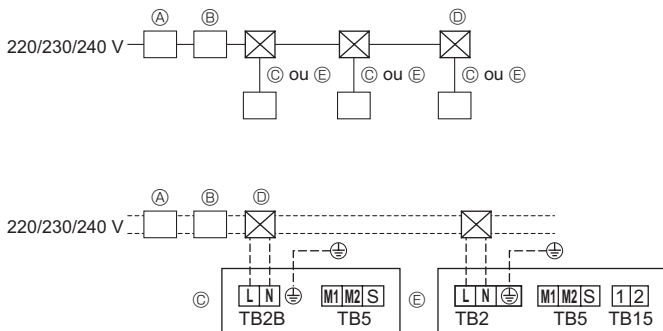 Ⓐ Ⓑ Ⓓ
220/230/240 V
Ⓒ ou Ⓔ Ⓒ ou Ⓔ Ⓒ ou Ⓔ
Ⓐ Ⓑ Ⓓ
220/230/240 V
Ⓒ L N M1 M2 S Ⓔ L N M1 M2 S 1 2
TB2B TB5 TB2 TB5 TB15